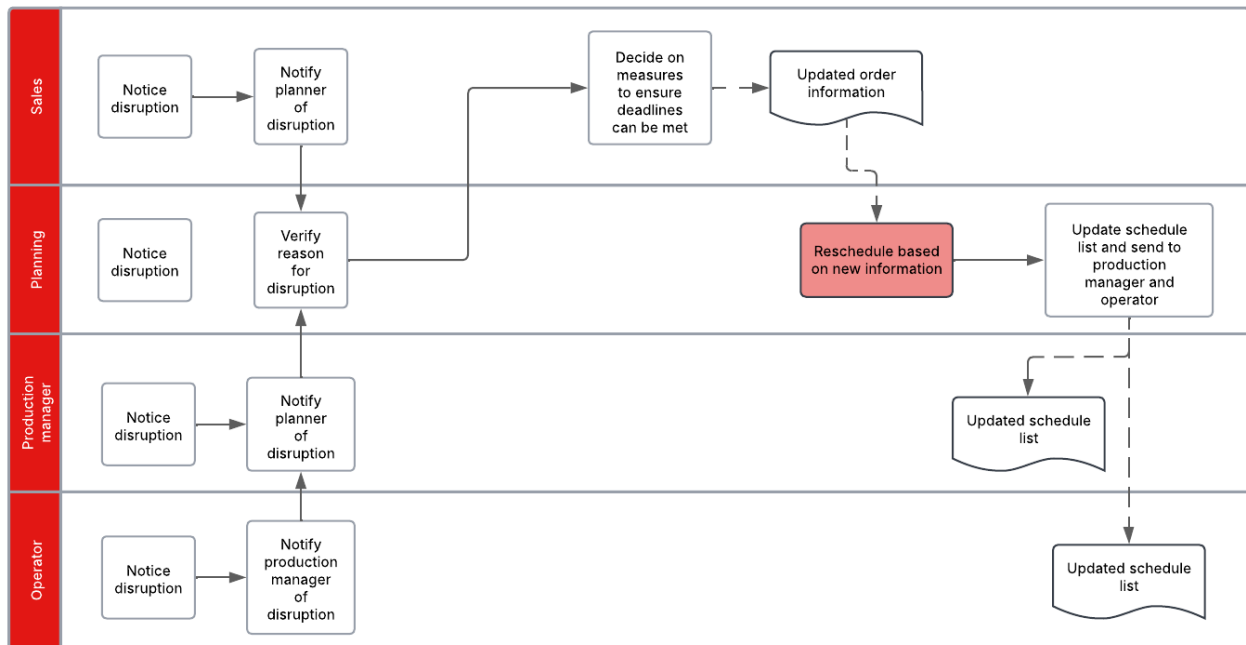 Sales
Notice
disruption
Notify
planner
of
disruption
Decide on
measures
to ensure
deadlines
can be met
Updated order
information
Planning
Notice
disruption
Verify
reason
for
disruption
Reschedule based
on new information
Update schedule
list and send to
production
manager and
operator
Production
manager
Notice
disruption
Notify
planner
of
disruption
Updated schedule
list
Operator
Notice
disruption
Notify
production
manager
of
disruption
Updated schedule
list